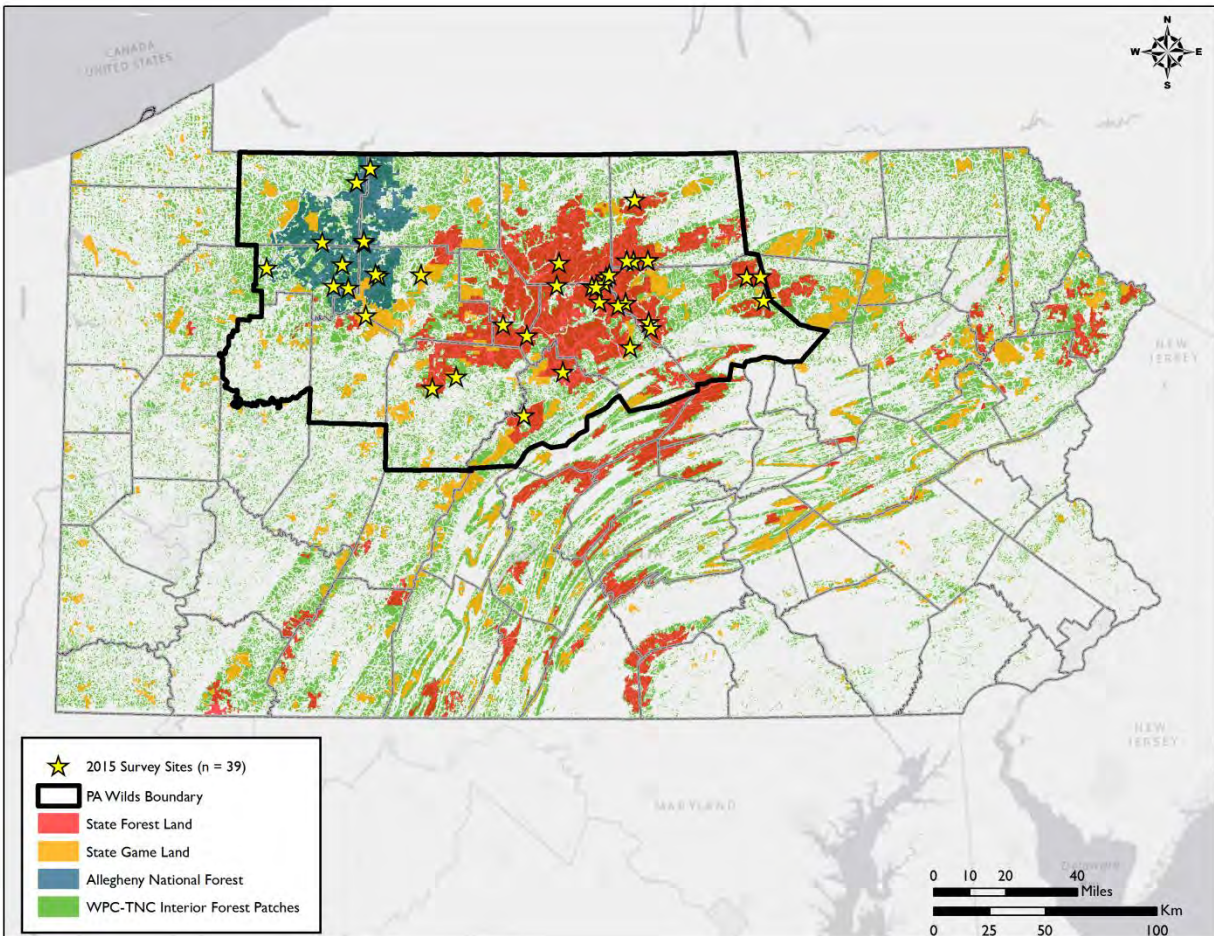 CANADA
UNITED STATES
N
W E
S
NEW
JERSEY
NEW
JERSEY
MARYLAND
Delaware
2015 Survey Sites (n = 39)
PA Wilds Boundary
State Forest Land
State Game Land
Allegheny National Forest
WPC-TNC Interior Forest Patches
0 10 20 40
Miles
Km
0 25 50 100